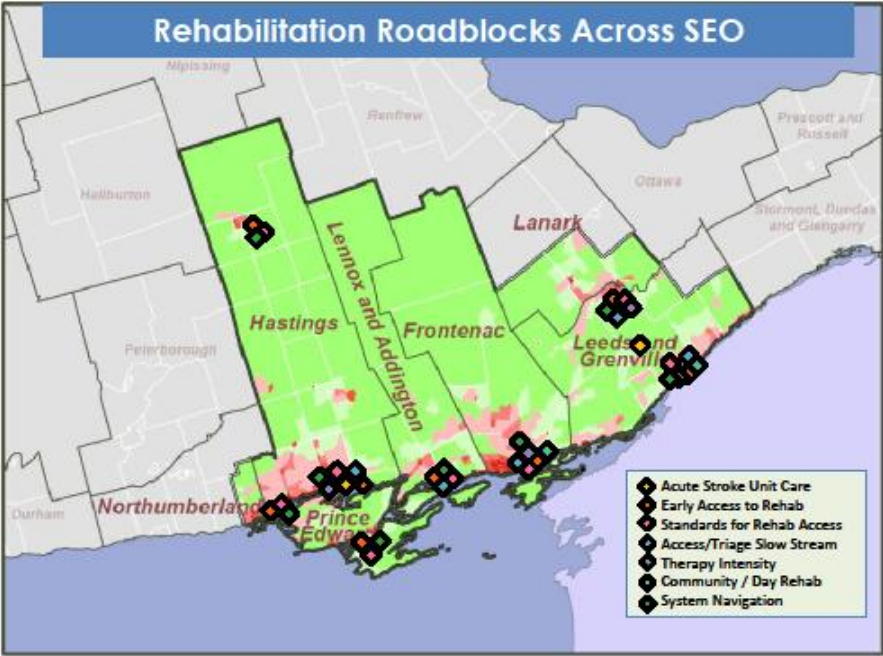 Rehabilitation Roadblocks Across SEO
Nipissing
Renfrew
Prescott and
Russell
Haliburton
Ottawa
Lanark
Stormont, Dundas
and Glengarry
Lennox and Addington
Hastings
Frontenac
Leeds and
Grenville
Peterborough
Northumberland
Durham
Prince
Edwa
Acute Stroke Unit Care
Early Access to Rehab
Standards for Rehab Access
Access/Triage Slow Stream
Therapy Intensity
Community / Day Rehab
System Navigation